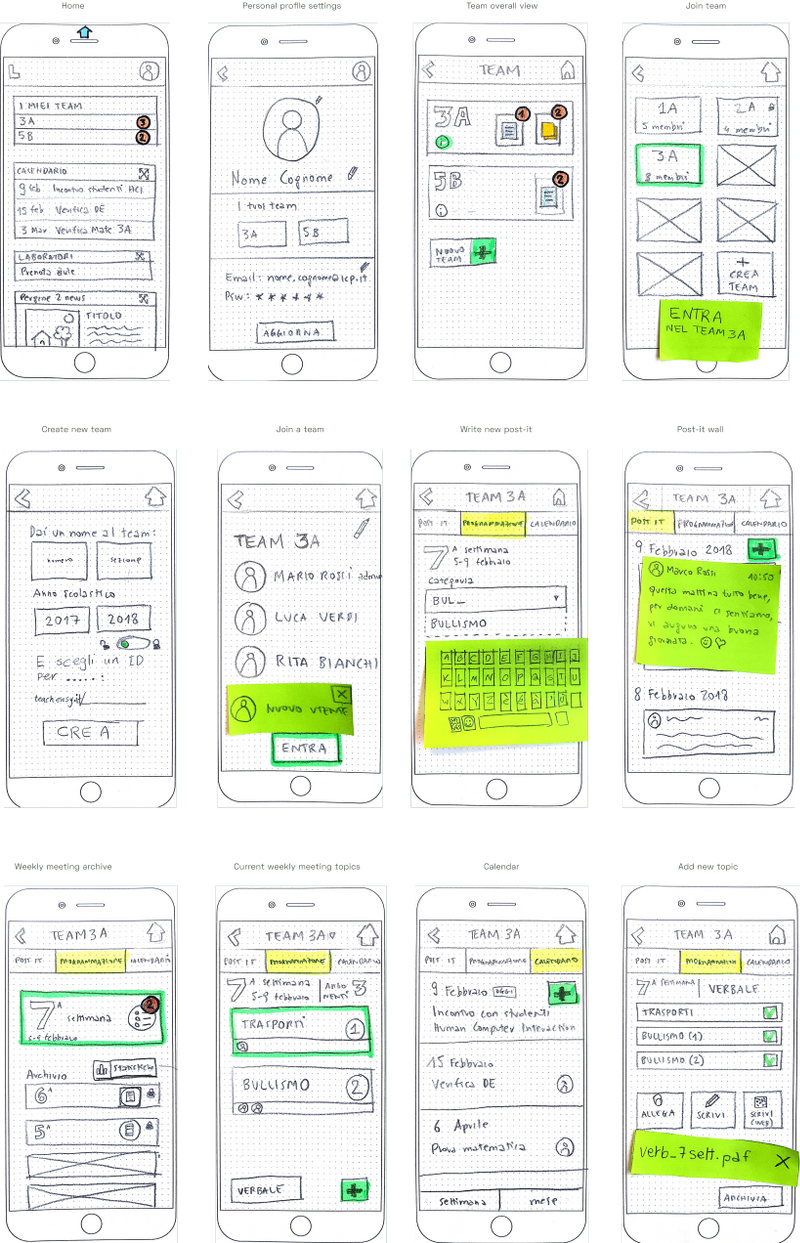 Home
Personal profile settings
Team overall view
Join team
I MIEI TEAM
3A 3
5B 2
CALENDARIO
9 feb Incontro studenti HCI
15 feb Verifica DE
3 Mar Verifica Mate 3A
LABORATORI
Prenota aule
Pergine 2 news
TITOLO
Nome Cognome
I tuoi team
3A 5B
Email: nome.cognome@icp.it
Psw: ******
AGGIORNA
TEAM
3A 1 2
5B 2
NUOVO
TEAM
1A
5 membri
2A
4 membri
3A
8 membri
+
CREA
TEAM
ENTRA
NEL TEAM 3A
Create new team
Join a team
Write new post-it
Post-it wall
Dai un nome al team:
numero sezione
Anno Scolastico
2017 2018
E scegli un ID
per .....:
teacheasy.it/
CREA
TEAM 3A
MARIO ROSSI admin
LUCA VERDI
RITA BIANCHI
NUOVO UTENTE
ENTRA
TEAM 3A
POST IT PROGRAMMAZIONE CALENDARIO
7ª settimana
5-9 febbraio
Categoria
BUL_
BULLISMO
A B C D E F G H I J
K L M N O P Q R S T U
TEAM 3A
POST IT PROGRAMMAZIONE CALENDARIO
9 Febbraio 2018
Marco Rossi 10:50
Questa mattina tutto bene,
per domani ci sentiamo,
vi auguro una buona
giornata.
8 Febbraio 2018
Weekly meeting archive
Current weekly meeting topics
Calendar
Add new topic
TEAM 3A
POST IT PROGRAMMAZIONE CALENDARIO
7ª settimana 2
5-9 febbraio
Archivio
6ª
5ª
TEAM 3A
POST IT PROGRAMMAZIONE CALENDARIO
7ª settimana
5-9 febbraio
ARGO
MENTI 3
TRASPORTI 1
BULLISMO 2
VERBALE
TEAM 3A
POST IT PROGRAMMAZIONE CALENDARIO
9 Febbraio OGGI
Incontro con studenti
Human Computer Interaction
15 Febbraio
Verifica DE
6 Aprile
Prova matematica
settimana mese
TEAM 3A
POST IT PROGRAMMAZIONE CALENDARIO
7ª SETTIMANA VERBALE
TRASPORTI
BULLISMO (1)
BULLISMO (2)
ALLEGA SCRIVI SCRIVI
verb_7sett.pdf X
ARCHIVIA